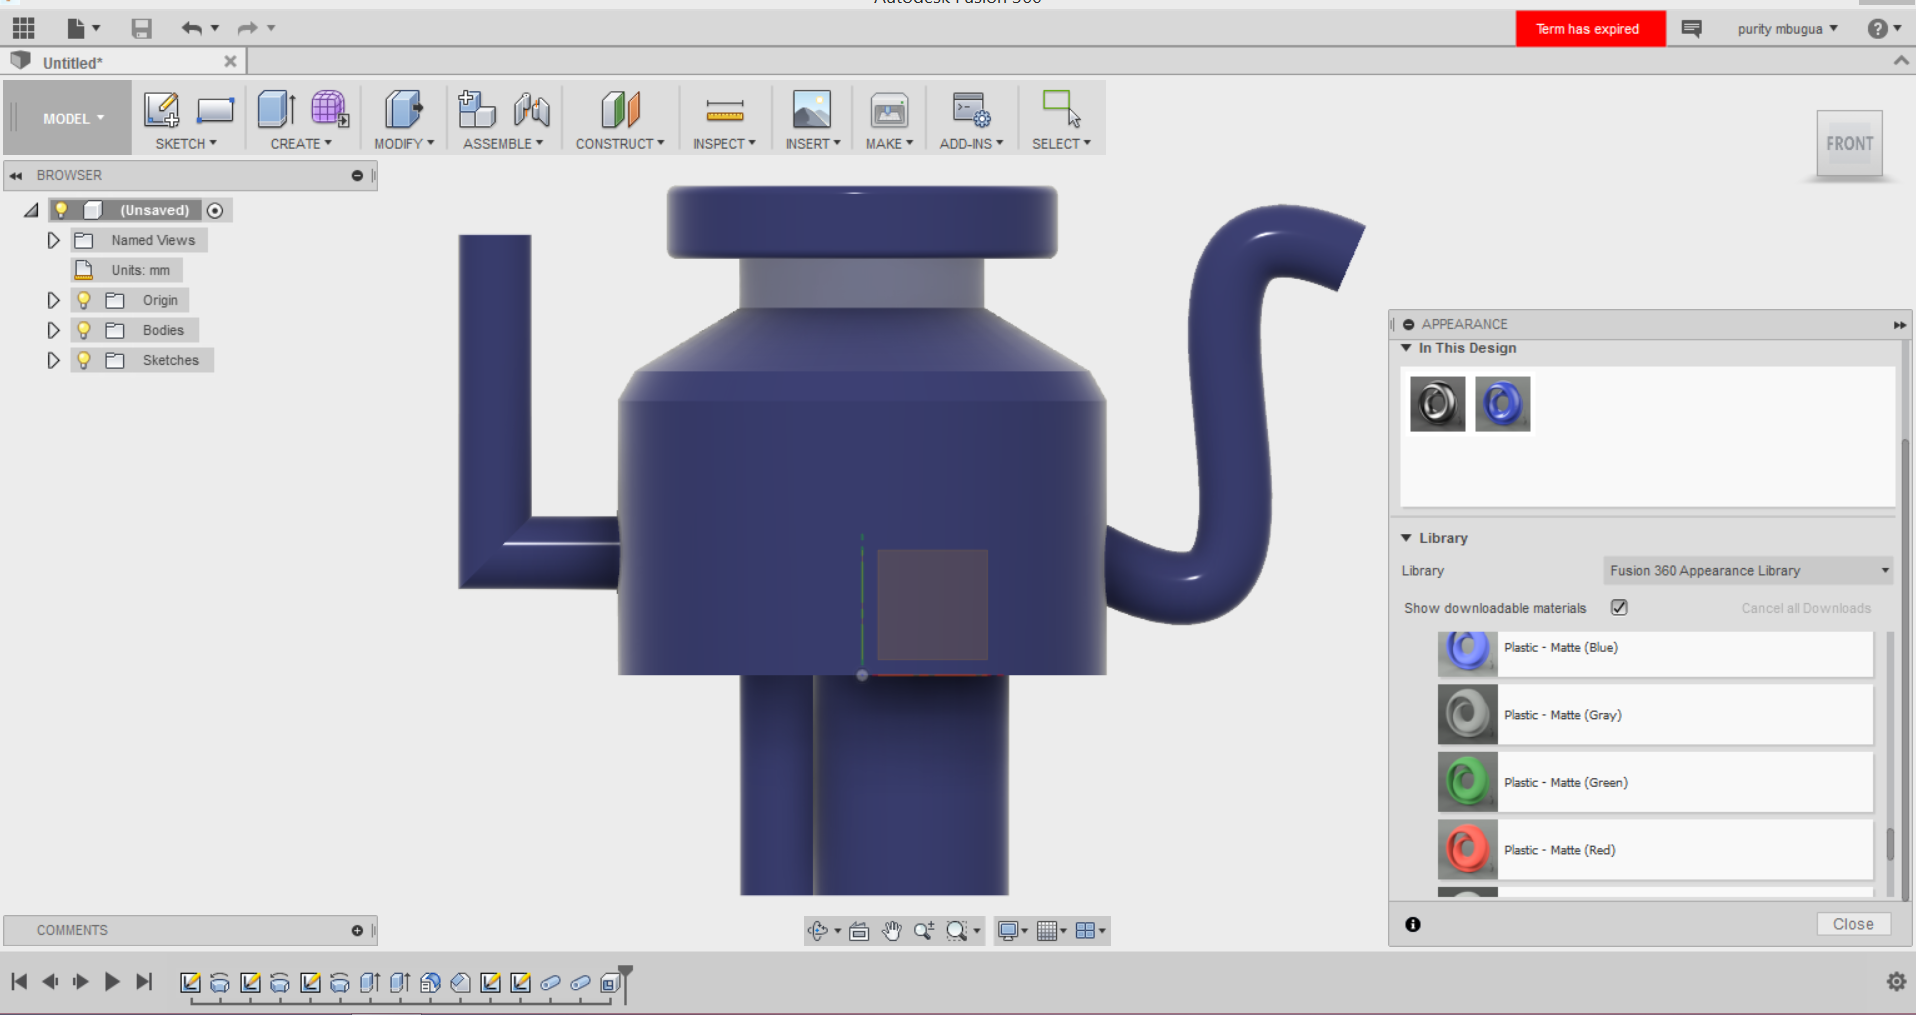 Autodesk Fusion 360
Term has expired
purity mbugua
Untitled*
MODEL
SKETCH
CREATE
MODIFY
ASSEMBLE
CONSTRUCT
INSPECT
INSERT
MAKE
ADD-INS
SELECT
FRONT
BROWSER
(Unsaved)
Named Views
Units: mm
Origin
Bodies
Sketches
APPEARANCE
In This Design
Library
Library Fusion 360 Appearance Library
Show downloadable materials Cancel all Downloads
Plastic - Matte (Blue)
Plastic - Matte (Gray)
Plastic - Matte (Green)
Plastic - Matte (Red)
Close
COMMENTS